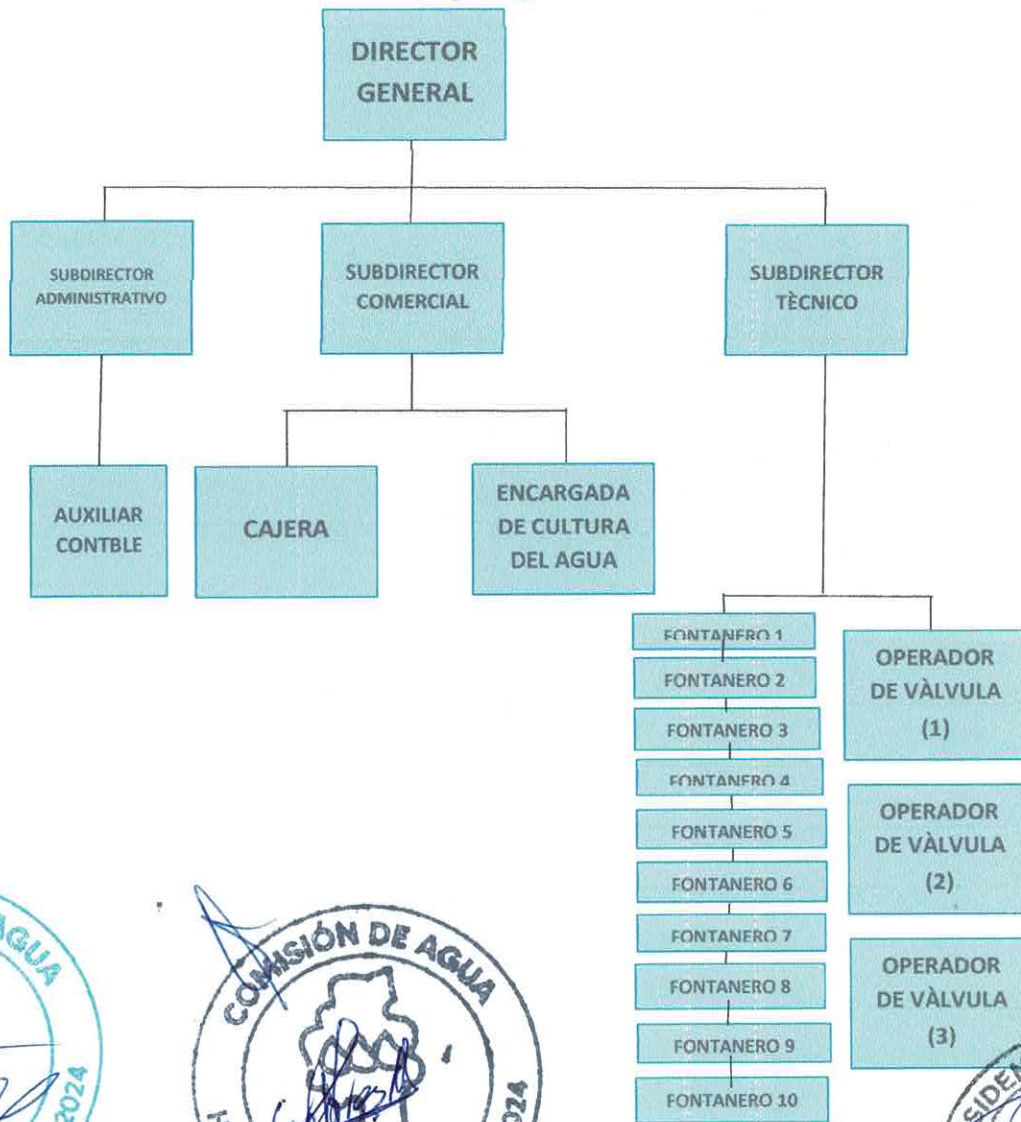 DIRECTOR
GENERAL
SUBDIRECTOR
ADMINISTRATIVO
SUBDIRECTOR
COMERCIAL
SUBDIRECTOR
TÈCNICO
AUXILIAR
CONTBLE
CAJERA
ENCARGADA
DE CULTURA
DEL AGUA
FONTANERO 1
FONTANERO 2
FONTANERO 3
FONTANERO 4
FONTANERO 5
FONTANERO 6
FONTANERO 7
FONTANERO 8
FONTANERO 9
FONTANERO 10
OPERADOR
DE VÀLVULA
(1)
OPERADOR
DE VÀLVULA
(2)
OPERADOR
DE VÀLVULA
(3)
AGUA
2024
COMISIÓN DE AGUA